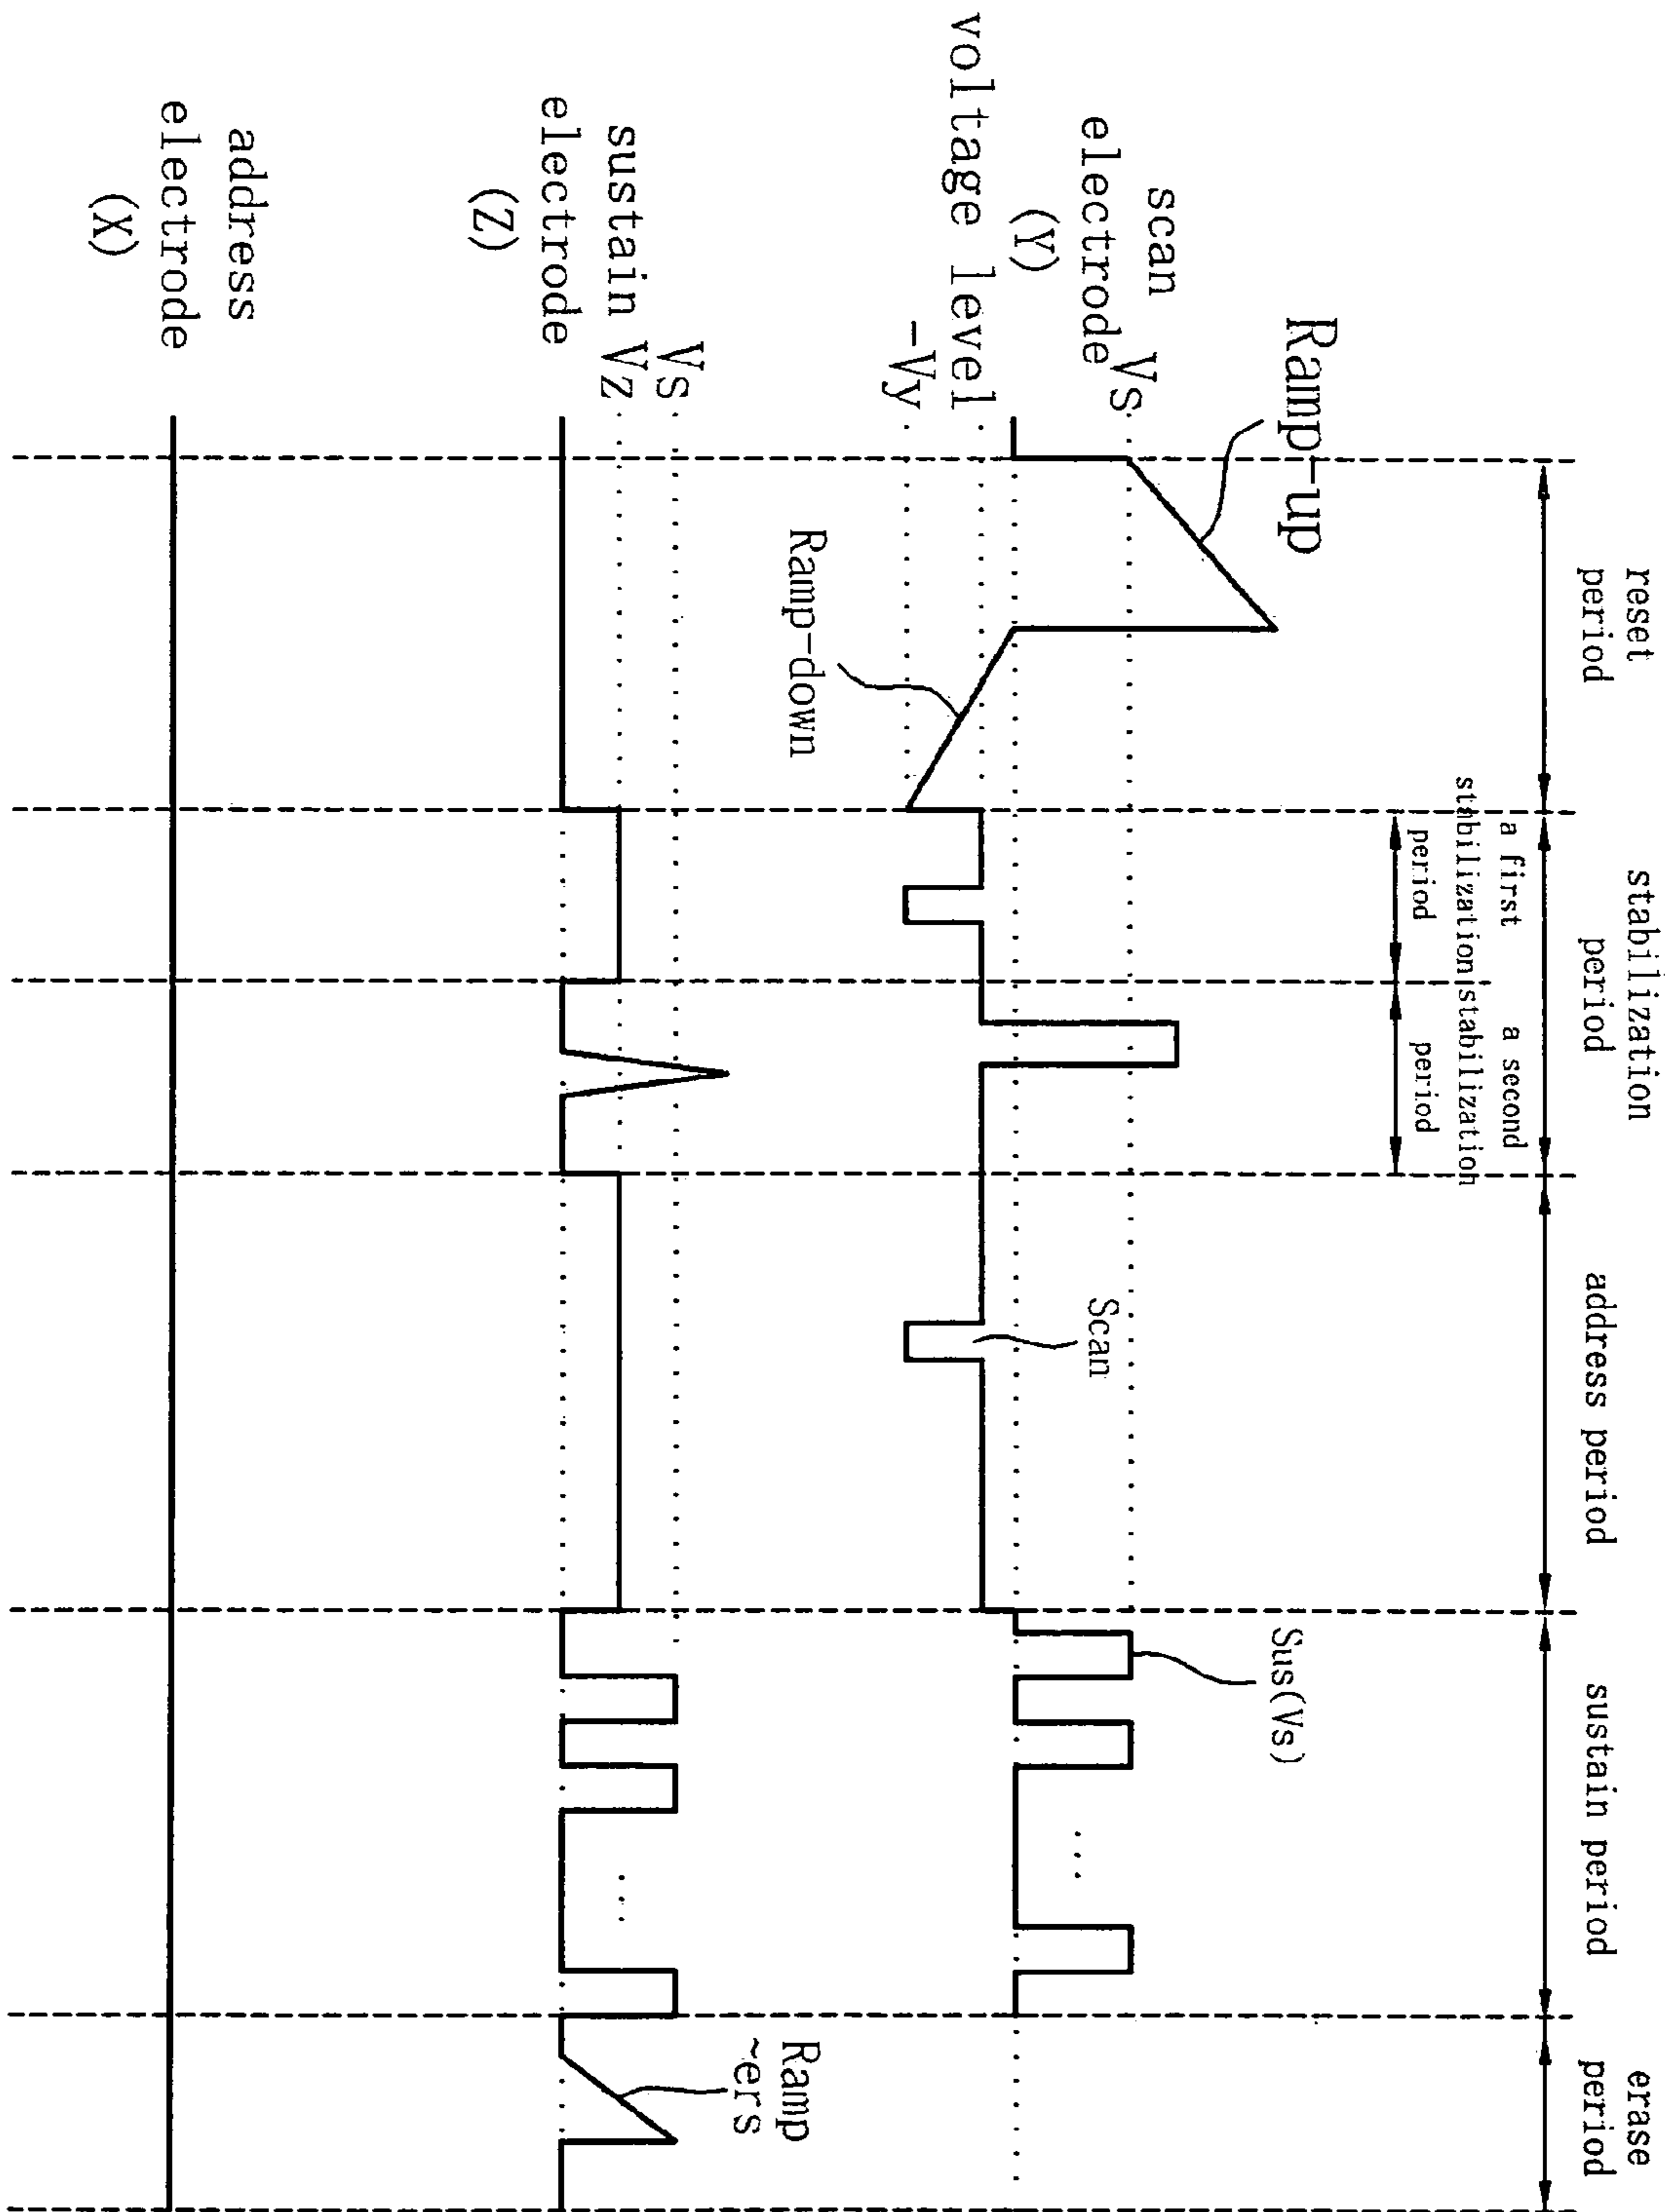 reset
period
stabilization
period
address period
sustain period
erase
period
a first
stabilization
period
a second
stabilization
period
Ramp-up
scan
electrode
(Y)
Vs
voltage level
-Vy
Ramp-down
Scan
Sus(Vs)
...
sustain
electrode
(Z)
Vs
Vz
...
Ramp
~ers
address
electrode
(X)